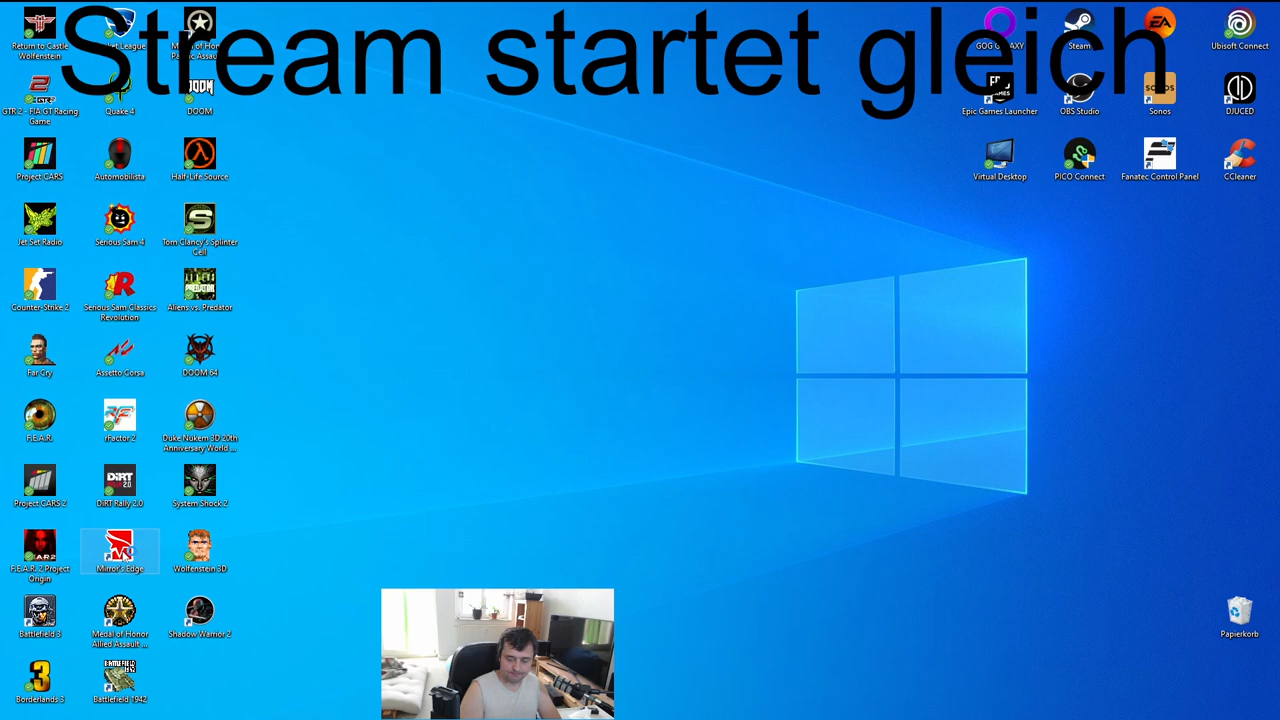 Stream startet gleich
Return to Castle
Wolfenstein
GTR 2 - FIA GT Racing
Game
Quake 4
DOOM
Project CARS
Automobilista
Half-Life Source
Jet Set Radio
Serious Sam 4
Tom Clancy's Splinter
Cell
Counter-Strike 2
Serious Sam Classics
Revolution
Aliens vs. Predator
Far Cry
Assetto Corsa
DOOM 64
F.E.A.R.
rFactor 2
Duke Nukem 3D 20th
Anniversary World ...
Project CARS 2
DiRT Rally 2.0
System Shock 2
F.E.A.R. 2 Project
Origin
Mirror's Edge
Wolfenstein 3D
Battlefield 3
Medal of Honor
Allied Assault ...
Shadow Warrior 2
Borderlands 3
Battlefield 1942
GOG GALAXY
Steam
EA
Ubisoft Connect
Epic Games Launcher
OBS Studio
Sonos
DJUCED
Virtual Desktop
PICO Connect
Fanatec Control Panel
CCleaner
Papierkorb